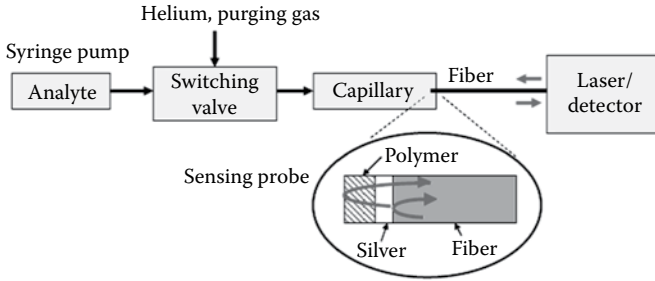 Helium, purging gas
Syringe pump
Analyte
Switching
valve
Capillary
Fiber
Laser/
detector
Polymer
Sensing probe
Silver
Fiber